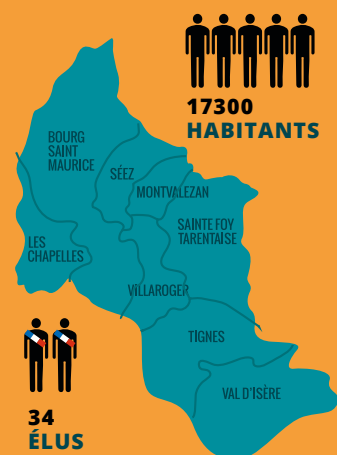 17300
HABITANTS
BOURG
SAINT
MAURICE
SÉEZ
MONTVALEZAN
SAINTE FOY
TARENTAISE
LES
CHAPELLES
VILLAROGER
TIGNES
VAL D'ISÈRE
34
ÉLUS